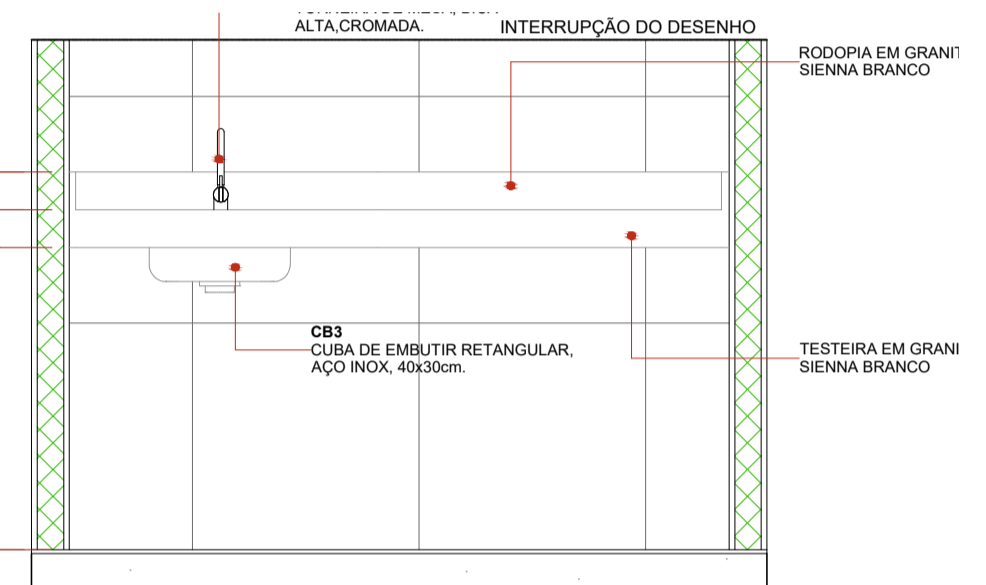 ALTA,CROMADA.
INTERRUPÇÃO DO DESENHO
RODOPIA EM GRANIT
SIENNA BRANCO
CB3
CUBA DE EMBUTIR RETANGULAR,
AÇO INOX, 40x30cm.
TESTEIRA EM GRANI
SIENNA BRANCO